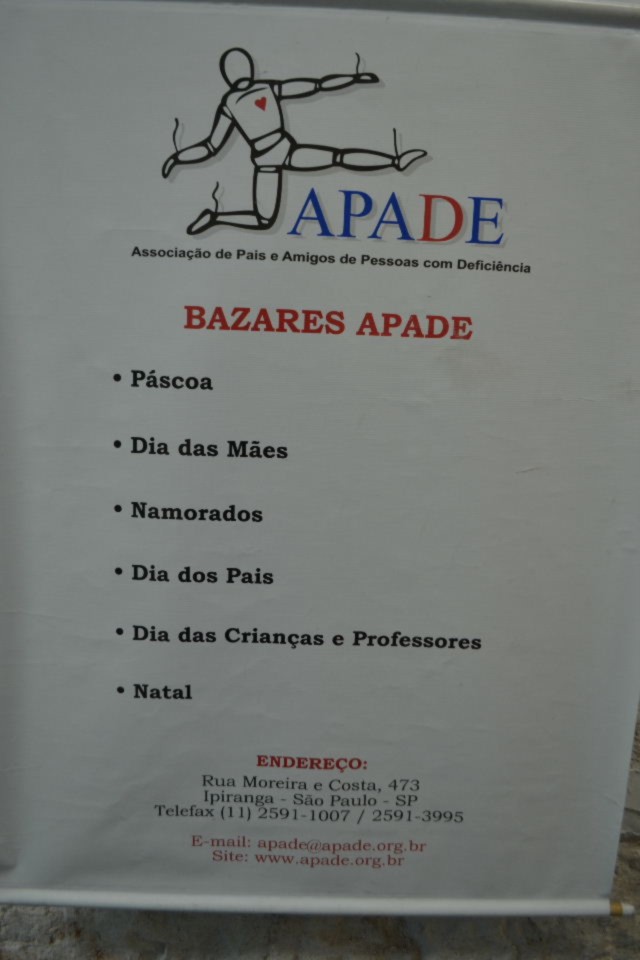 APADE
Associação de Pais e Amigos de Pessoas com Deficiência
BAZARES APADE
• Páscoa
• Dia das Mães
• Namorados
• Dia dos Pais
• Dia das Crianças e Professores
• Natal
ENDEREÇO:
Rua Moreira e Costa, 473
Ipiranga - São Paulo - SP
Telefax (11) 2591-1007 / 2591-3995
E-mail: apade@apade.org.br
Site: www.apade.org.br